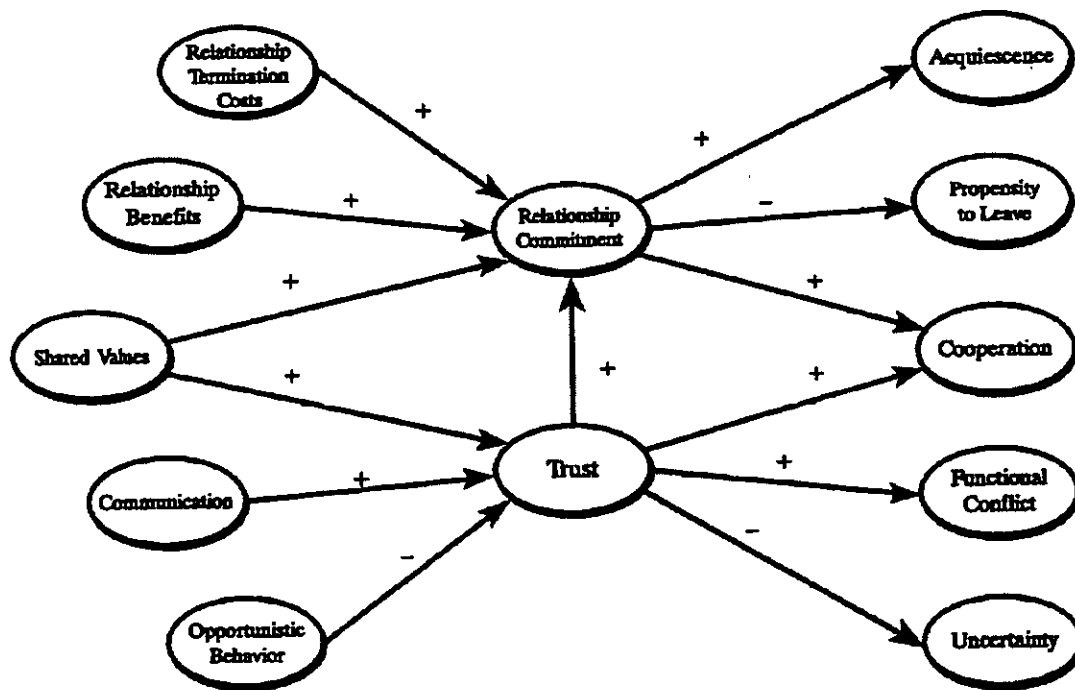 Relationship
Termination
Costs
Acquiescence
+
+
Relationship
Benefits
+
Relationship
Commitment
-
Propensity
to Leave
+
+
Shared Values
+
+
+
Cooperation
Communication
+
Trust
+
Functional
Conflict
-
-
Opportunistic
Behavior
Uncertainty